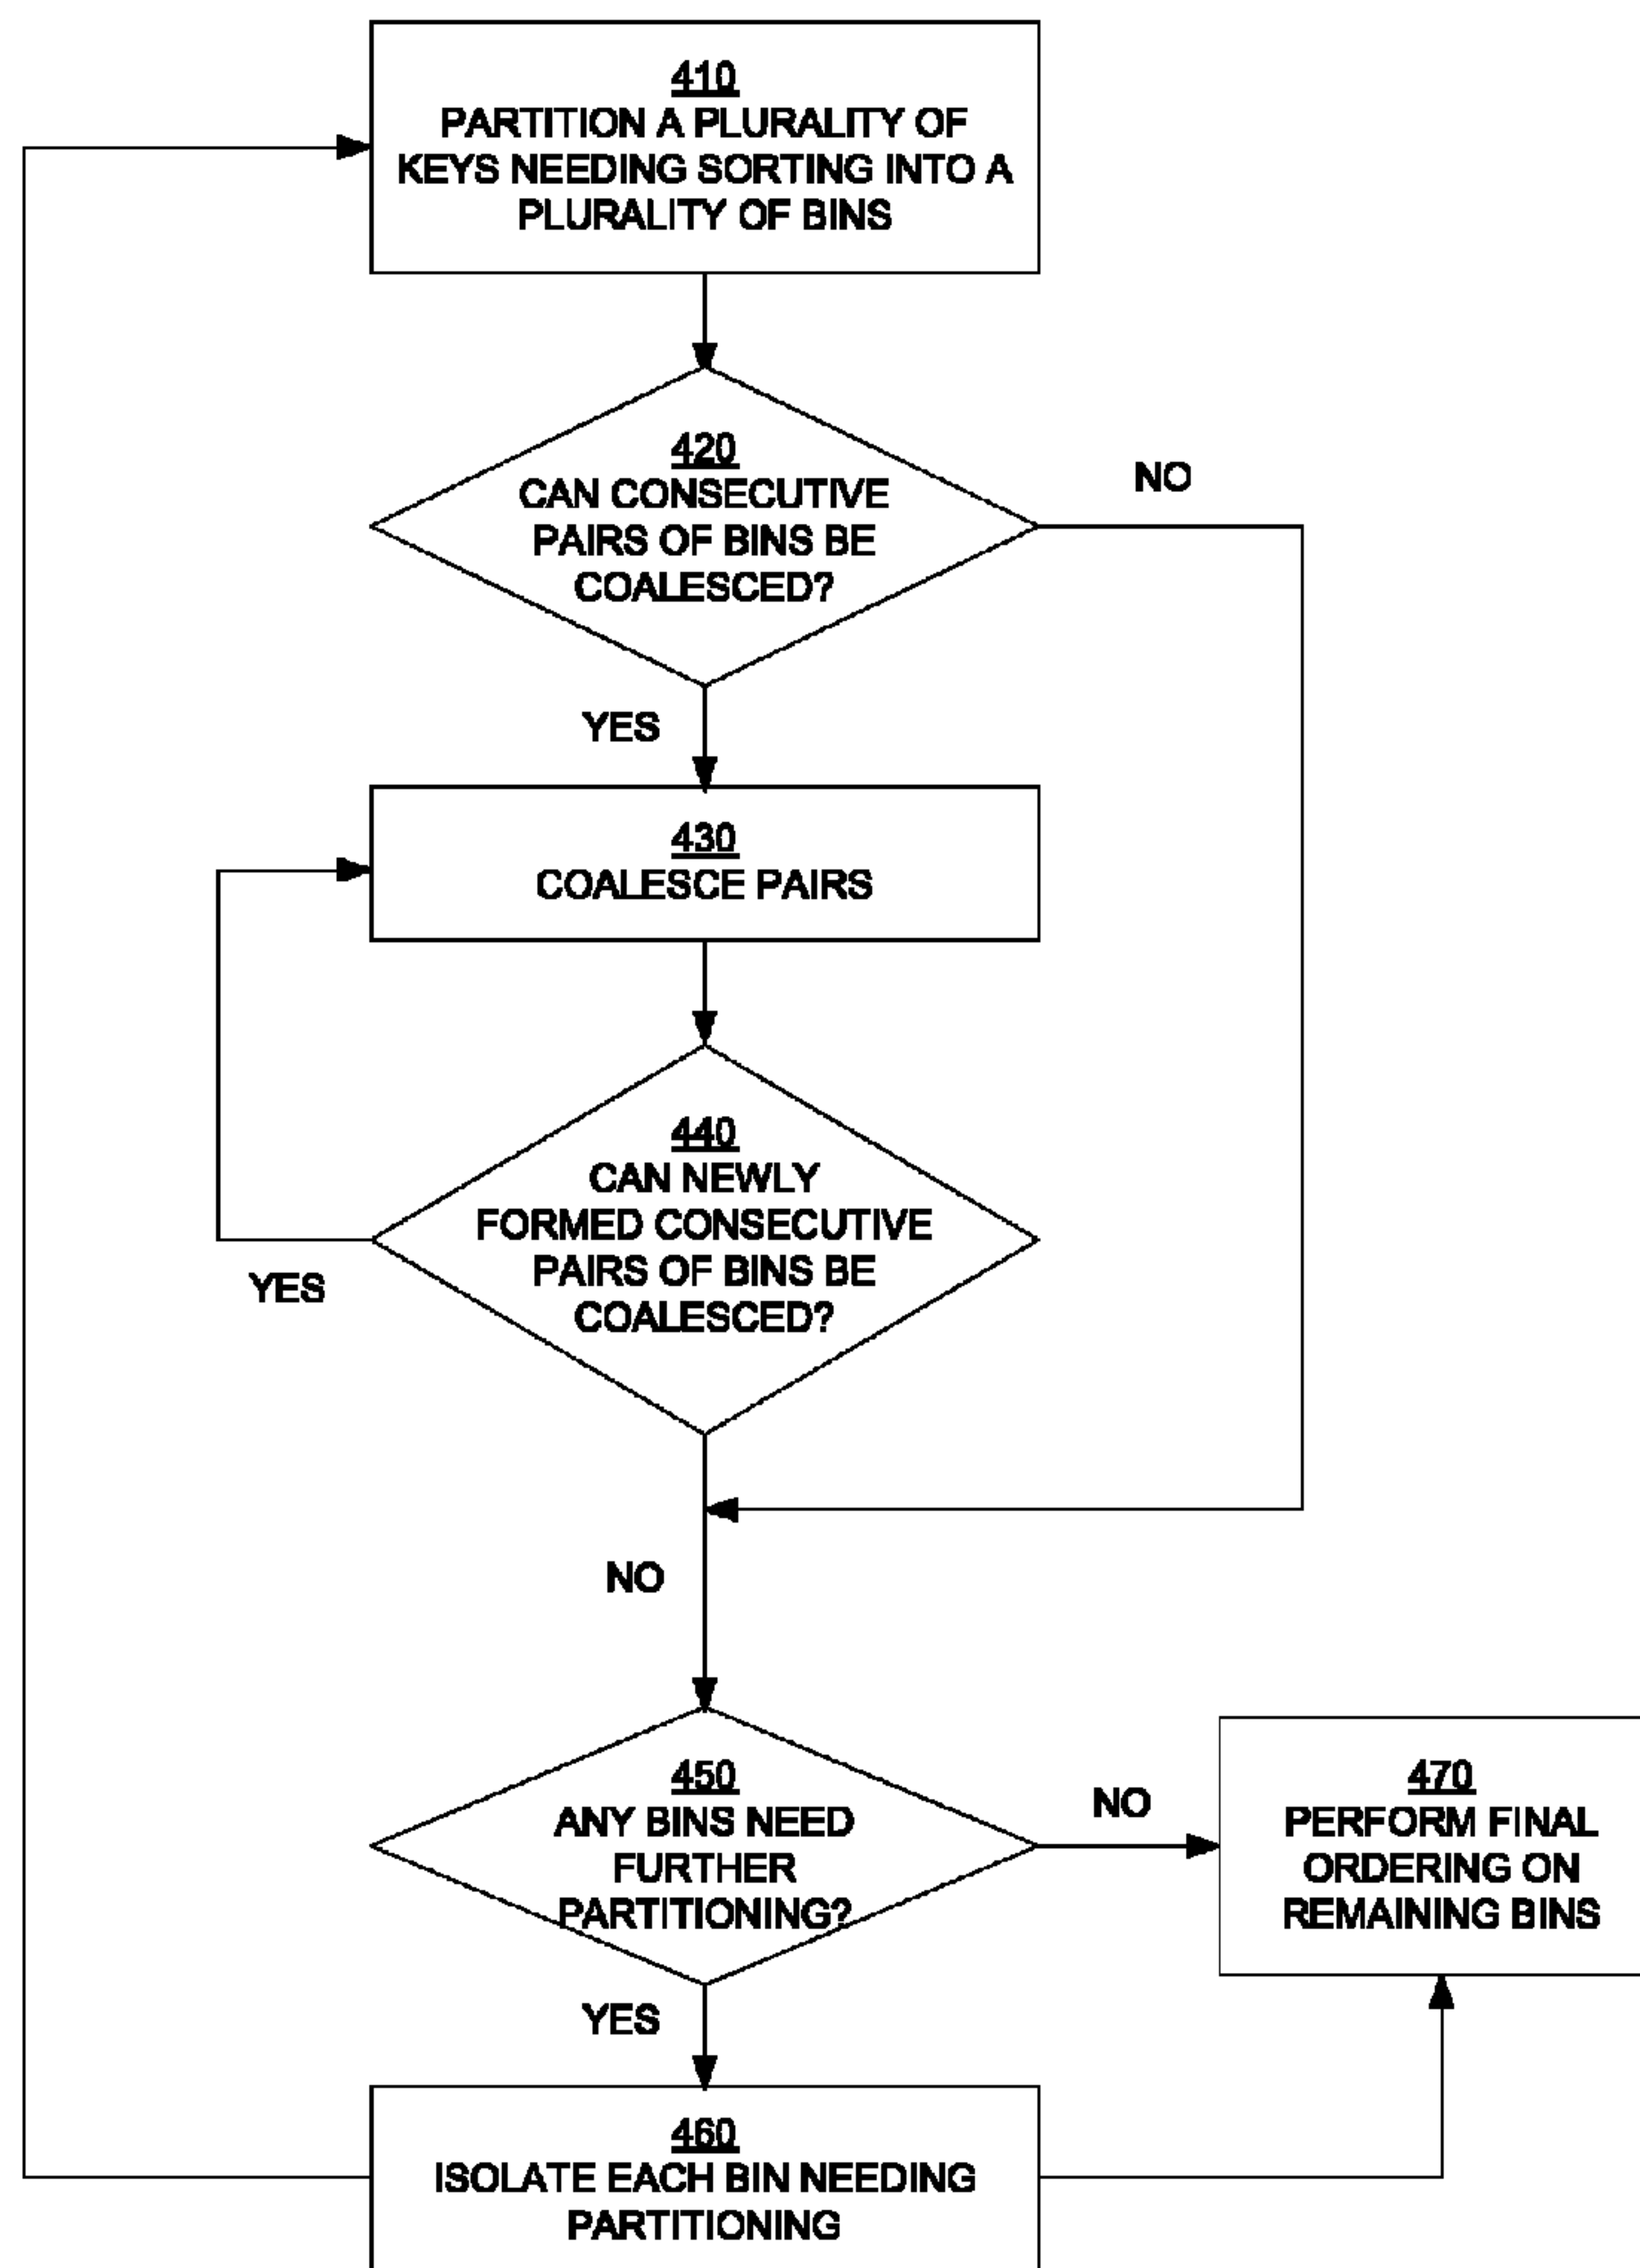 410
PARTITION A PLURALITY OF
KEYS NEEDING SORTING INTO A
PLURALITY OF BINS
420
CAN CONSECUTIVE
PAIRS OF BINS BE
COALESCED?
NO
YES
430
COALESCE PAIRS
440
CAN NEWLY
FORMED CONSECUTIVE
PAIRS OF BINS BE
COALESCED?
YES
NO
450
ANY BINS NEED
FURTHER
PARTITIONING?
NO
470
PERFORM FINAL
ORDERING ON
REMAINING BINS
YES
460
ISOLATE EACH BIN NEEDING
PARTITIONING